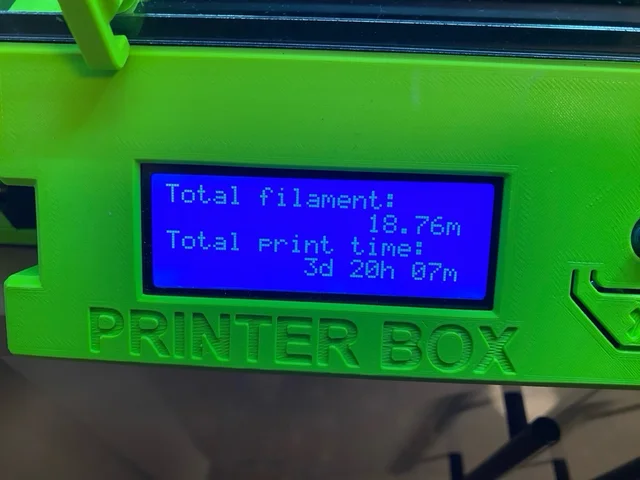 Total filament:
18.76m
Total print time:
3d 20h 07m
PRINTER BOX